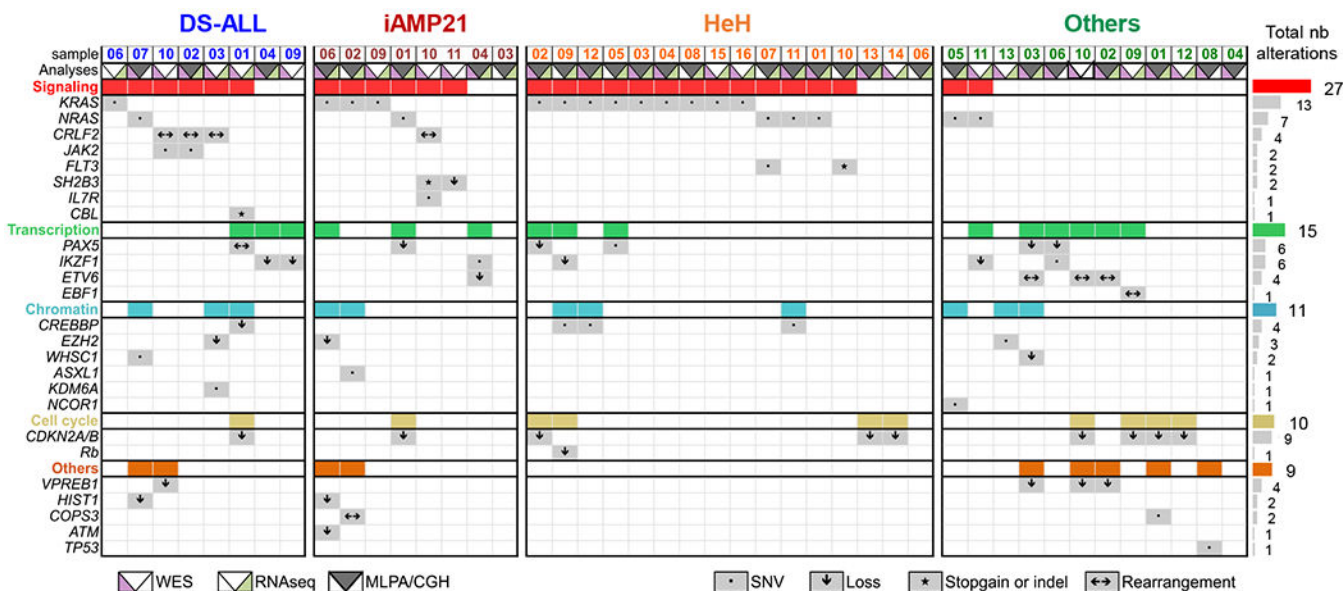 DS-ALL iAMP21 HeH Others Total nb alterations
sample 06 07 10 02 03 01 04 09 06 02 09 01 10 11 04 03 02 09 12 05 03 04 06 08 15 16 07 11 01 10 13 14 06 05 11 13 03 06 10 02 09 01 12 08 04
Analyses
Signaling 27
KRAS 13
NRAS 7
CRLF2 4
JAK2 2
FLT3 2
SH2B3 2
IL7R 1
CBL 1
Transcription 15
PAX5 6
IKZF1 6
ETV6 4
EBF1 1
Chromatin 11
CREBBP 4
EZH2 3
WHSC1 2
ASXL1 1
KDM6A 1
NCOR1 1
Cell cycle 10
CDKN2A/B 9
Rb 1
Others 9
VPREB1 4
HIST1 2
COPS3 2
ATM 1
TP53 1
WES RNAseq MLPA/CGH SNV Loss Stopgain or indel Rearrangement